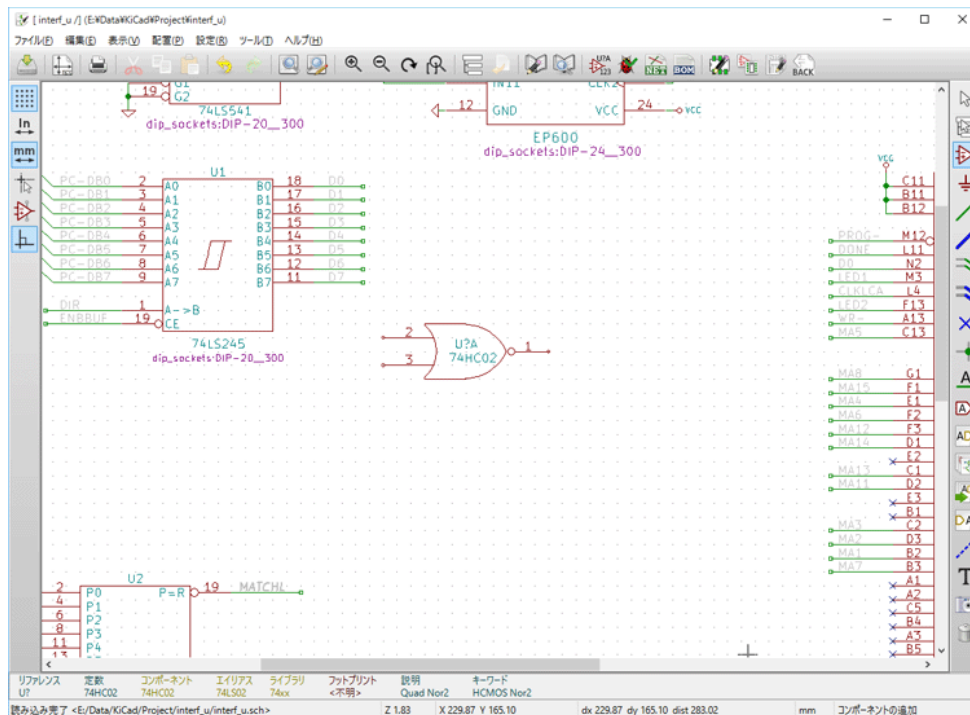 [ interf_u /] (E:¥Data¥KiCad¥Project¥interf_u)
ファイル(F) 編集(E) 表示(V) 配置(P) 設定(R) ツール(T) ヘルプ(H)
U?A 123 NET BOM BACK
In
mm
19 G1
G2
74LS541
dip_sockets:DIP-20__300
IN11 CLK2
12 GND VCC 24 VCC
EP600
dip_sockets:DIP-24__300
U1
PC-DB0 2 A0 B0 18 D0
PC-DB1 3 A1 B1 17 D1
PC-DB2 4 A2 B2 16 D2
PC-DB3 5 A3 B3 15 D3
PC-DB4 6 A4 B4 14 D4
PC-DB5 7 A5 B5 13 D5
PC-DB6 8 A6 B6 12 D6
PC-DB7 9 A7 B7 11 D7
DIR 1 A->B
ENBBUF 19 CE
74LS245
dip_sockets:DIP-20__300
2 U?A 1
3 74HC02
VCC
C11
B11
B12
PROG- M12
DONE L11
D0 N2
LED1 M3
CLKLCA L4
LED2 F13
WR- A13
MA5 C13
MA8 G1
MA15 F1
MA4 E1
MA6 F2
MA12 F3
MA14 D1
E2
MA13 C1
MA11 D2
E3
B1
MA3 C2
MA2 D3
MA1 B2
MA7 B3
A1
A2
C5
B4
A3
B5
U2
2 P0 P=R 19 MATCHL
4 P1
6 P2
8 P3
11 P4
13
リファレンス 定数 コンポーネント エイリアス ライブラリ フットプリント 説明 キーワード
U? 74HC02 74HC02 74LS02 74xx <不明> Quad Nor2 HCMOS Nor2
読み込み完了 <E:/Data/KiCad/Project/interf_u/interf_u.sch> Z 1.83 X 229.87 Y 165.10 dx 229.87 dy 165.10 dist 283.02 mm コンポーネントの追加